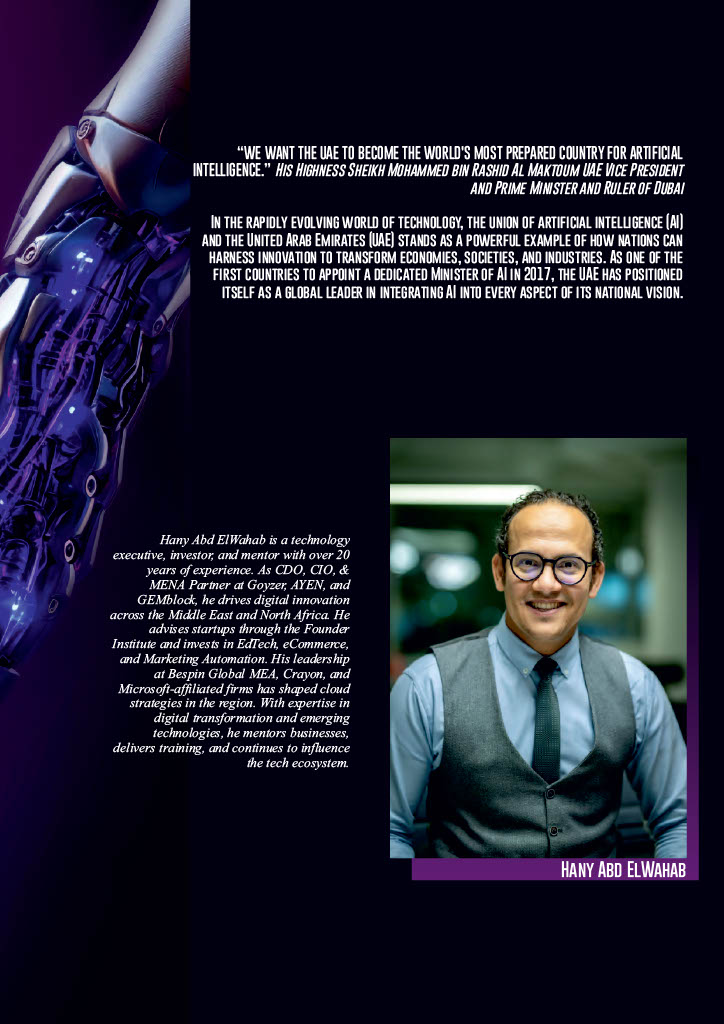 “WE WANT THE UAE TO BECOME THE WORLD’S MOST PREPARED COUNTRY FOR ARTIFICIAL
INTELLIGENCE.” HIS HIGHNESS SHEIKH MOHAMMED BIN RASHID AL MAKTOUM UAE VICE PRESIDENT
AND PRIME MINISTER AND RULER OF DUBAI
IN THE RAPIDLY EVOLVING WORLD OF TECHNOLOGY, THE UNION OF ARTIFICIAL INTELLIGENCE (AI)
AND THE UNITED ARAB EMIRATES (UAE) STANDS AS A POWERFUL EXAMPLE OF HOW NATIONS CAN
HARNESS INNOVATION TO TRANSFORM ECONOMIES, SOCIETIES, AND INDUSTRIES. AS ONE OF THE
FIRST COUNTRIES TO APPOINT A DEDICATED MINISTER OF AI IN 2017, THE UAE HAS POSITIONED
ITSELF AS A GLOBAL LEADER IN INTEGRATING AI INTO EVERY ASPECT OF ITS NATIONAL VISION.
Hany Abd ElWahab is a technology
executive, investor, and mentor with over 20
years of experience. As CDO, CIO, &
MENA Partner at Goyzer, AYEN, and
GEMblock, he drives digital innovation
across the Middle East and North Africa. He
advises startups through the Founder
Institute and invests in EdTech, eCommerce,
and Marketing Automation. His leadership
at Bespin Global MEA, Crayon, and
Microsoft-affiliated firms has shaped cloud
strategies in the region. With expertise in
digital transformation and emerging
technologies, he mentors businesses,
delivers training, and continues to influence
the tech ecosystem.
HANY ABD ELWAHAB